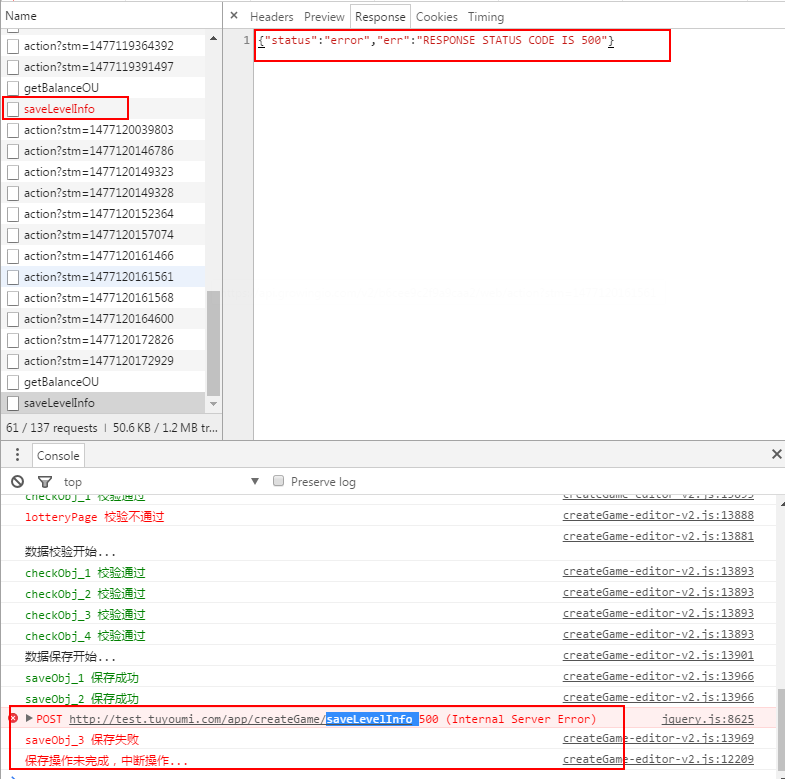 Name
× Headers Preview Response Cookies Timing
action?stm=1477119364392
action?stm=1477119391497
getBalanceOU
saveLevelInfo
action?stm=1477120039803
action?stm=1477120146786
action?stm=1477120149323
action?stm=1477120149328
action?stm=1477120152364
action?stm=1477120157074
action?stm=1477120161466
action?stm=1477120161561
action?stm=1477120161568
action?stm=1477120164600
action?stm=1477120172826
action?stm=1477120172929
getBalanceOU
saveLevelInfo
61 / 137 requests | 50.6 KB / 1.2 MB tr...
1 {"status":"error","err":"RESPONSE STATUS CODE IS 500"}
Console
top Preserve log
checkObj_1 校验通过 createGame-editor-v2.js:13893
lotteryPage 校验不通过 createGame-editor-v2.js:13888
createGame-editor-v2.js:13881
数据校验开始...
checkObj_1 校验通过 createGame-editor-v2.js:13893
checkObj_2 校验通过 createGame-editor-v2.js:13893
checkObj_3 校验通过 createGame-editor-v2.js:13893
checkObj_4 校验通过 createGame-editor-v2.js:13893
数据保存开始... createGame-editor-v2.js:13901
saveObj_1 保存成功 createGame-editor-v2.js:13966
saveObj_2 保存成功 createGame-editor-v2.js:13966
POST http://test.tuyoumi.com/app/createGame/saveLevelInfo 500 (Internal Server Error) jquery.js:8625
saveObj_3 保存失败 createGame-editor-v2.js:13969
保存操作未完成，中断操作... createGame-editor-v2.js:12209